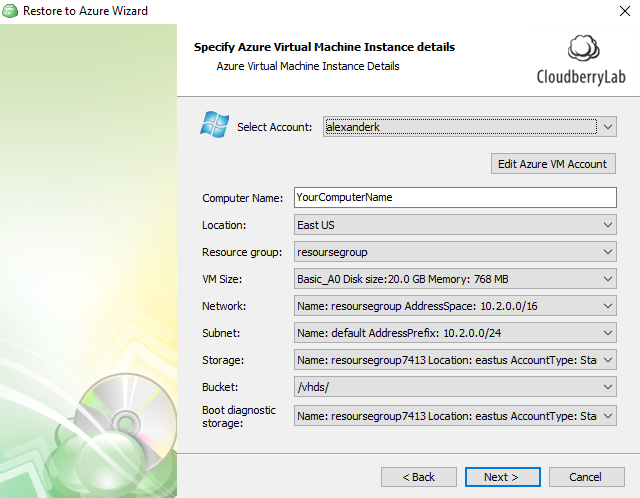 Restore to Azure Wizard
Specify Azure Virtual Machine Instance details
Azure Virtual Machine Instance Details
CloudberryLab
Select Account: alexanderk
Edit Azure VM Account
Computer Name: YourComputerName
Location: East US
Resource group: resoursegroup
VM Size: Basic_A0 Disk size:20.0 GB Memory: 768 MB
Network: Name: resoursegroup AddressSpace: 10.2.0.0/16
Subnet: Name: default AddressPrefix: 10.2.0.0/24
Storage: Name: resoursegroup7413 Location: eastus AccountType: Sta
Bucket: /vhds/
Boot diagnostic
storage: Name: resoursegroup7413 Location: eastus AccountType: Sta
< Back Next > Cancel